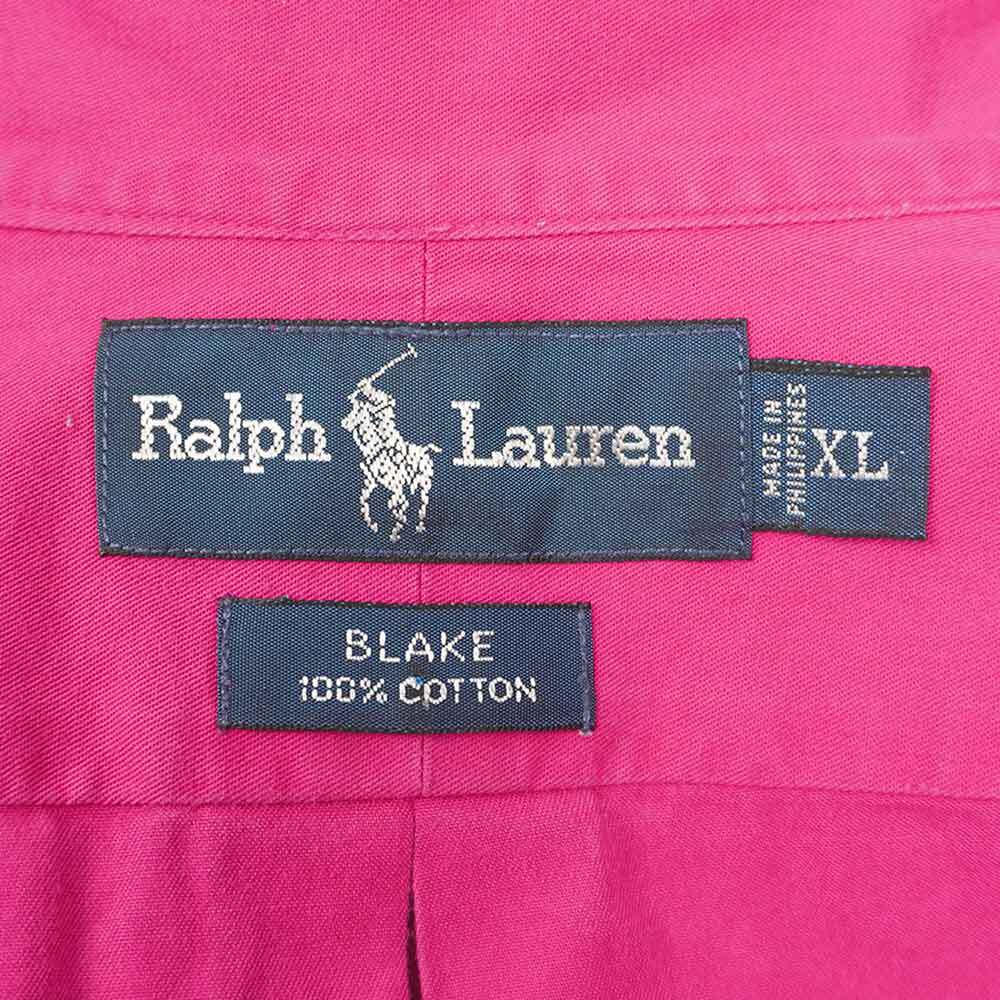 Ralph Lauren
MADE IN
PHILIPPINES
XL
BLAKE
100% COTTON